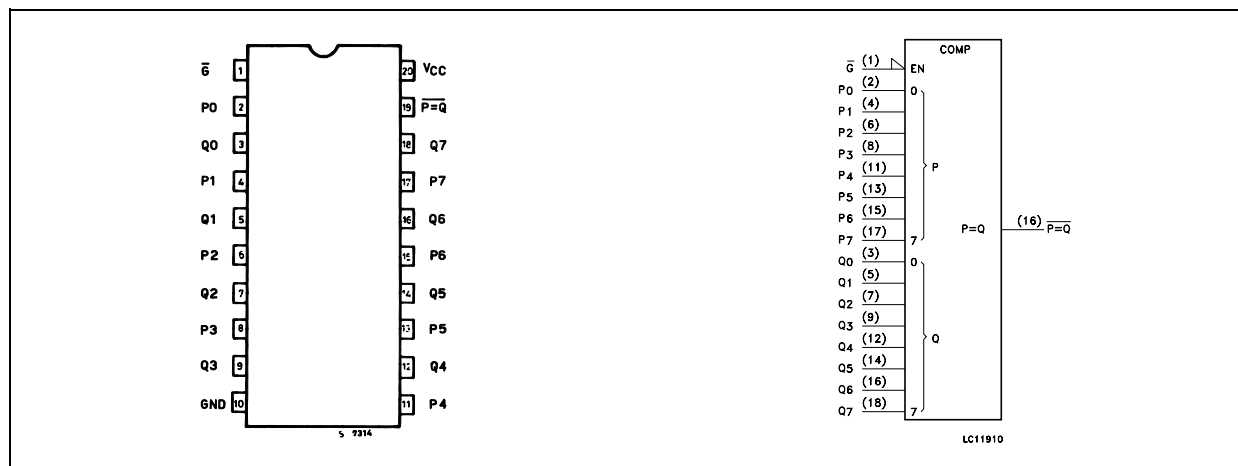 G̅ 1 20 VCC
P0 2 19 P̅=̅Q̅
Q0 3 18 Q7
P1 4 17 P7
Q1 5 16 Q6
P2 6 15 P6
Q2 7 14 Q5
P3 8 13 P5
Q3 9 12 Q4
GND 10 11 P4
S 7314
COMP
G̅ (1) EN
P0 (2) 0
P1 (4)
P2 (6)
P3 (8)
P4 (11) P
P5 (13)
P6 (15)
P7 (17) 7 P=Q (16) P̅=̅Q̅
Q0 (3) 0
Q1 (5)
Q2 (7)
Q3 (9)
Q4 (12) Q
Q5 (14)
Q6 (16)
Q7 (18) 7
LC11910